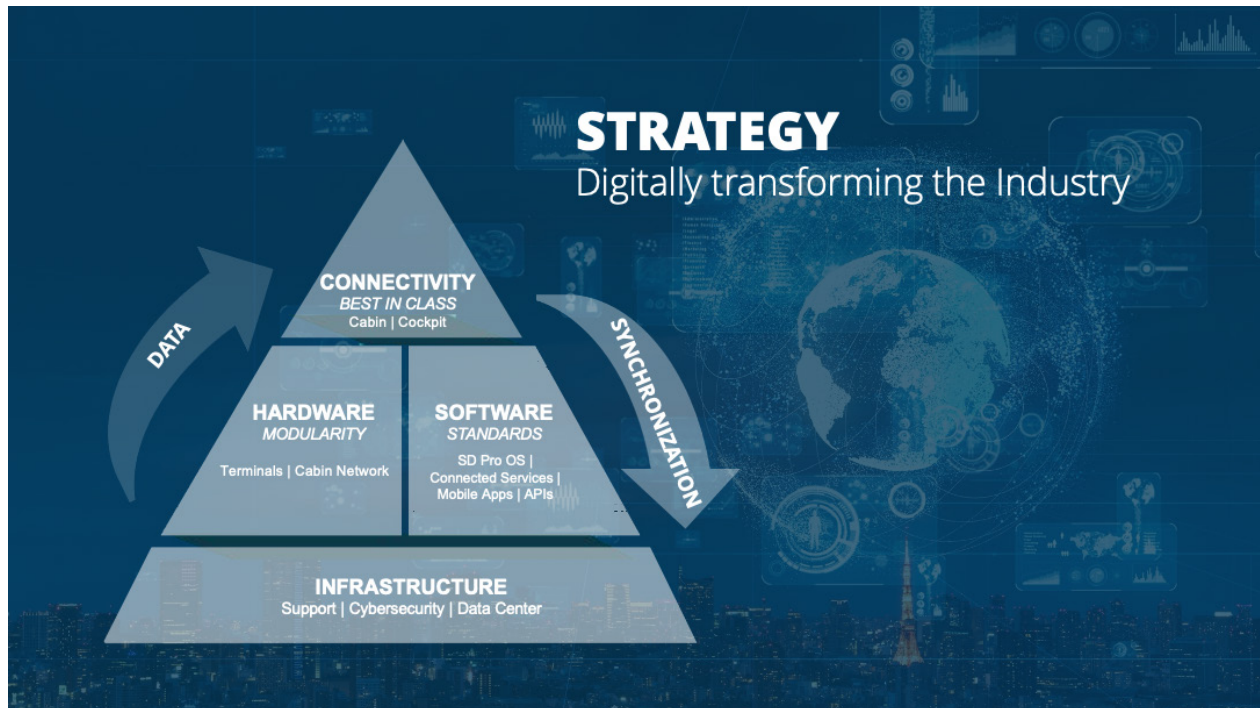 STRATEGY
Digitally transforming the Industry
CONNECTIVITY
BEST IN CLASS
Cabin | Cockpit
DATA
SYNCHRONIZATION
HARDWARE
MODULARITY
Terminals | Cabin Network
SOFTWARE
STANDARDS
SD Pro OS |
Connected Services |
Mobile Apps | APIs
INFRASTRUCTURE
Support | Cybersecurity | Data Center